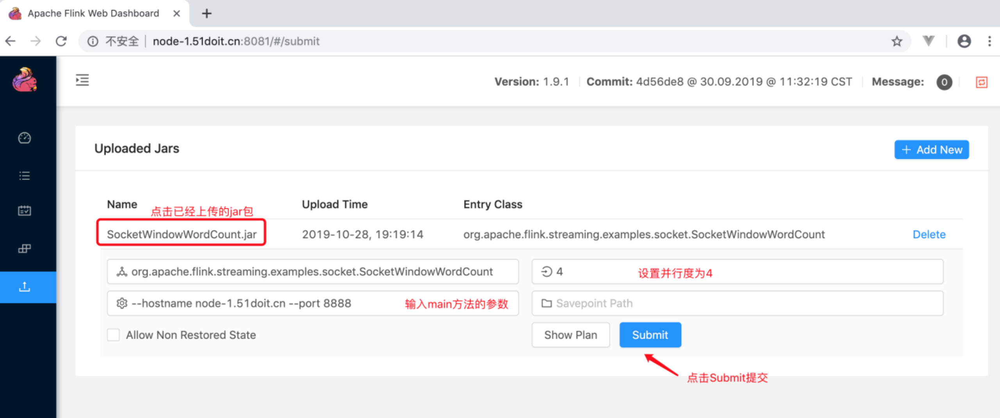 Apache Flink Web Dashboard
不安全 node-1.51doit.cn:8081/#/submit
Version: 1.9.1 Commit: 4d56de8 @ 30.09.2019 @ 11:32:19 CST Message: 0
Uploaded Jars
+ Add New
Name Upload Time Entry Class
点击已经上传的jar包
SocketWindowWordCount.jar 2019-10-28, 19:19:14 org.apache.flink.streaming.examples.socket.SocketWindowWordCount Delete
org.apache.flink.streaming.examples.socket.SocketWindowWordCount 4 设置并行度为4
--hostname node-1.51doit.cn --port 8888 输入main方法的参数 Savepoint Path
Allow Non Restored State Show Plan Submit
点击Submit提交